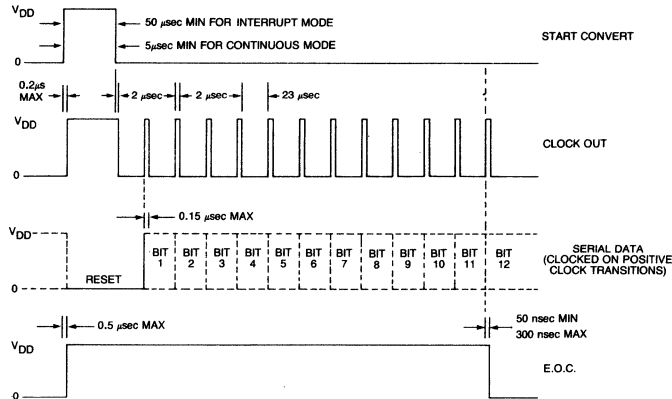 VDD
50 μsec MIN FOR INTERRUPT MODE
5μsec MIN FOR CONTINUOUS MODE
START CONVERT
0
0.2μs
MAX
2 μsec
2 μsec
23 μsec
VDD
CLOCK OUT
0
0.15 μsec MAX
VDD
BIT 1
BIT 2
BIT 3
BIT 4
BIT 5
BIT 6
BIT 7
BIT 8
BIT 9
BIT 10
BIT 11
BIT 12
SERIAL DATA
(CLOCKED ON POSITIVE
CLOCK TRANSITIONS)
RESET
0
0.5 μsec MAX
50 nsec MIN
300 nsec MAX
VDD
E.O.C.
0